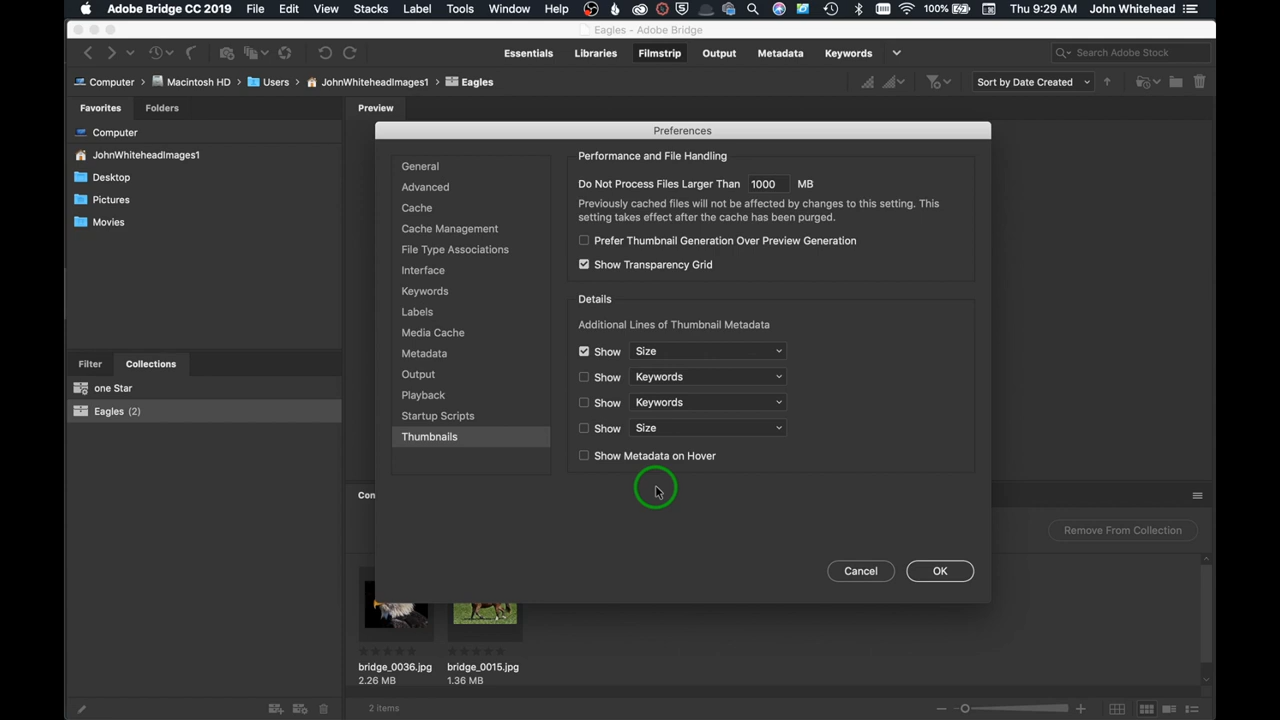 Adobe Bridge CC 2019 File Edit View Stacks Label Tools Window Help 100% Thu 9:29 AM John Whitehead
Eagles - Adobe Bridge
Essentials Libraries Filmstrip Output Metadata Keywords Search Adobe Stock
Computer Macintosh HD Users JohnWhiteheadImages1 Eagles Sort by Date Created
Favorites Folders Preview
Computer
JohnWhiteheadImages1
Desktop
Pictures
Movies
Filter Collections
one Star
Eagles (2)
Preferences
General
Advanced
Cache
Cache Management
File Type Associations
Interface
Keywords
Labels
Media Cache
Metadata
Output
Playback
Startup Scripts
Thumbnails
Performance and File Handling
Do Not Process Files Larger Than 1000 MB
Previously cached files will not be affected by changes to this setting. This
setting takes effect after the cache has been purged.
Prefer Thumbnail Generation Over Preview Generation
Show Transparency Grid
Details
Additional Lines of Thumbnail Metadata
Show Size
Show Keywords
Show Keywords
Show Size
Show Metadata on Hover
Cancel OK
Con
Remove From Collection
bridge_0036.jpg bridge_0015.jpg
2.26 MB 1.36 MB
2 items